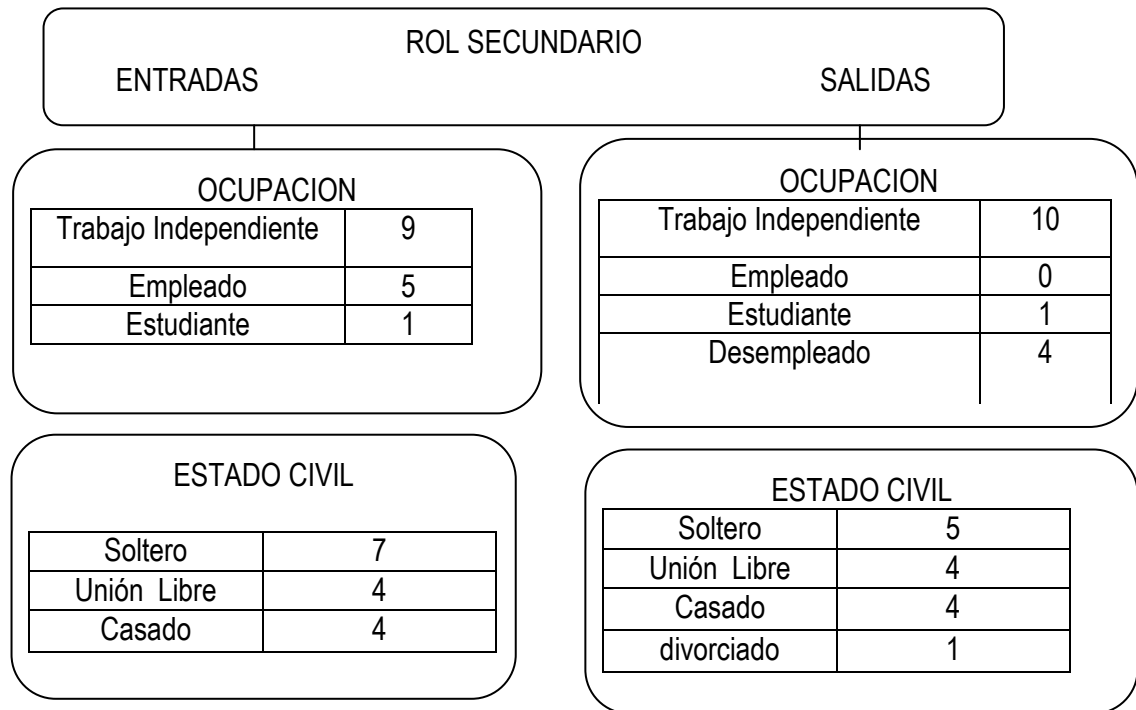 ROL SECUNDARIO
ENTRADAS SALIDAS
OCUPACION
Trabajo Independiente 9
Empleado 5
Estudiante 1
OCUPACION
Trabajo Independiente 10
Empleado 0
Estudiante 1
Desempleado 4
ESTADO CIVIL
Soltero 7
Unión Libre 4
Casado 4
ESTADO CIVIL
Soltero 5
Unión Libre 4
Casado 4
divorciado 1